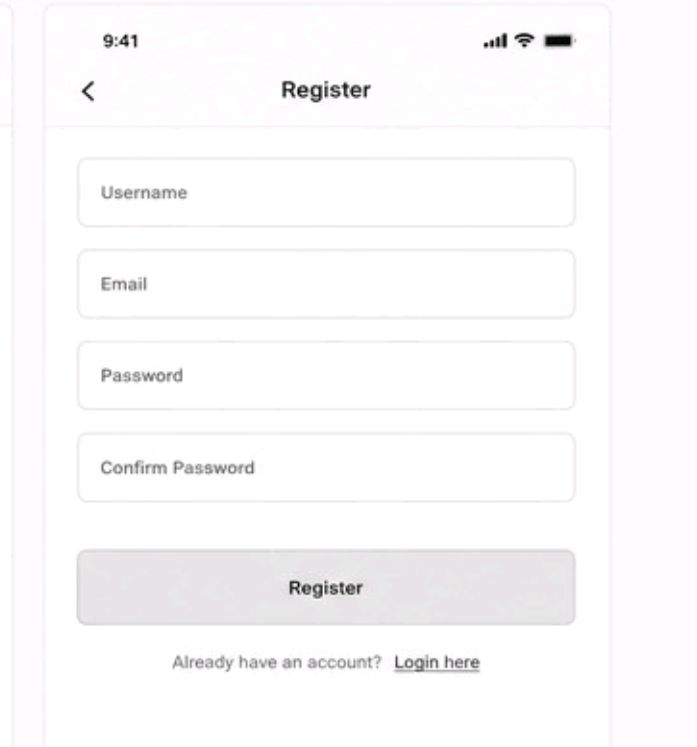 9:41
Register
Username
Email
Password
Confirm Password
Register
Already have an account? Login here